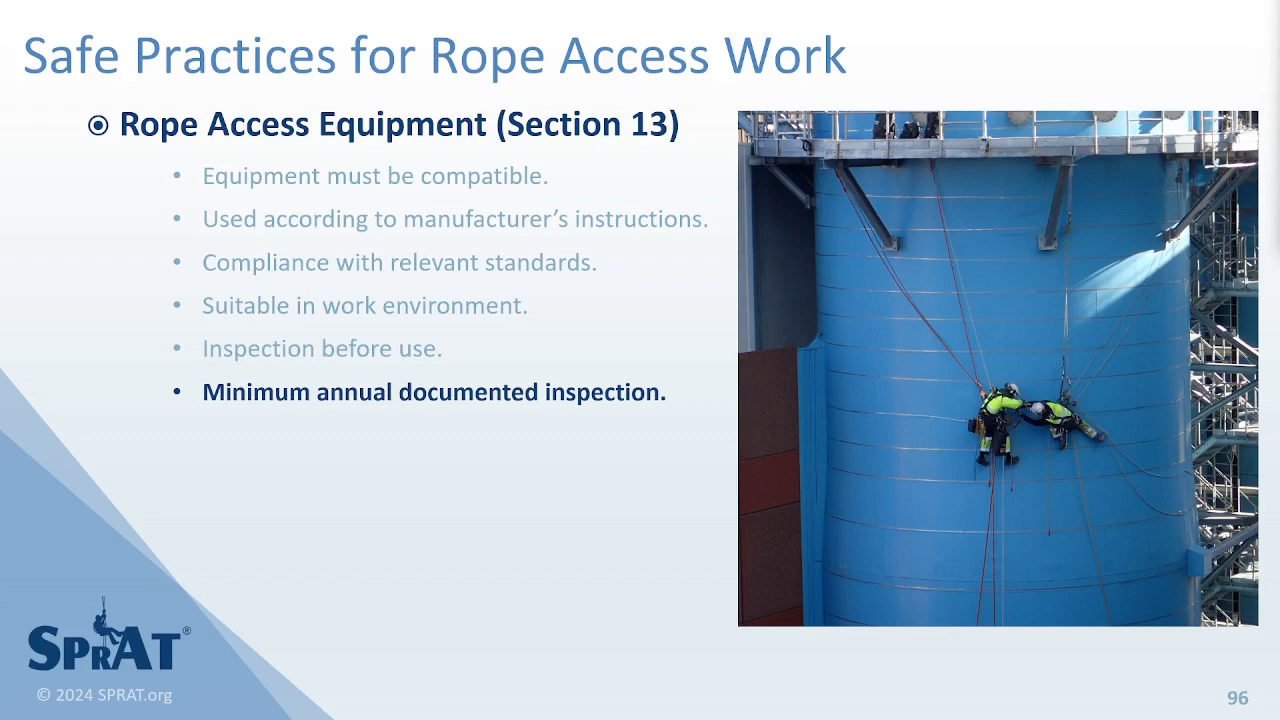 Safe Practices for Rope Access Work
Rope Access Equipment (Section 13)
• Equipment must be compatible.
• Used according to manufacturer’s instructions.
• Compliance with relevant standards.
• Suitable in work environment.
• Inspection before use.
• Minimum annual documented inspection.
SPRAT®
© 2024 SPRAT.org
96